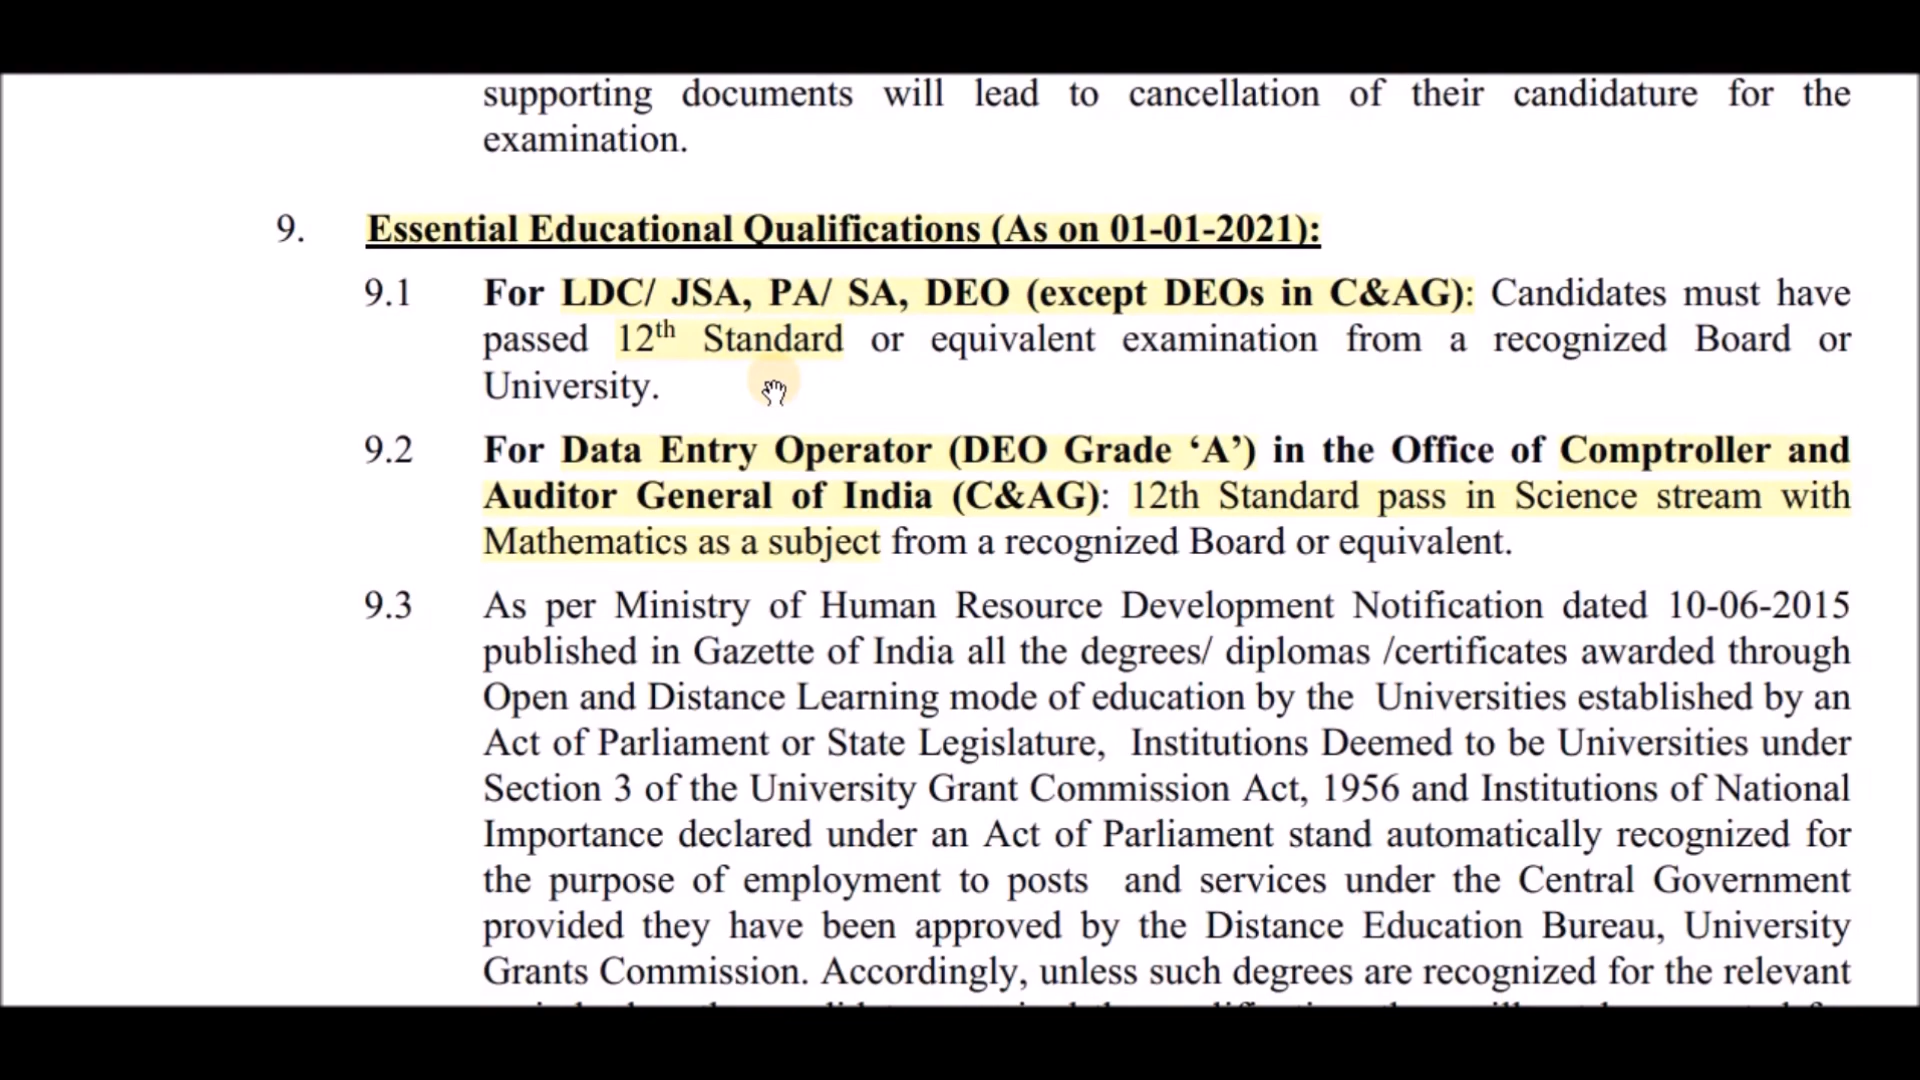 supporting documents will lead to cancellation of their candidature for the
examination.
9. Essential Educational Qualifications (As on 01-01-2021):
9.1 For LDC/ JSA, PA/ SA, DEO (except DEOs in C&AG): Candidates must have
passed 12th Standard or equivalent examination from a recognized Board or
University.
9.2 For Data Entry Operator (DEO Grade ‘A’) in the Office of Comptroller and
Auditor General of India (C&AG): 12th Standard pass in Science stream with
Mathematics as a subject from a recognized Board or equivalent.
9.3 As per Ministry of Human Resource Development Notification dated 10-06-2015
published in Gazette of India all the degrees/ diplomas /certificates awarded through
Open and Distance Learning mode of education by the Universities established by an
Act of Parliament or State Legislature, Institutions Deemed to be Universities under
Section 3 of the University Grant Commission Act, 1956 and Institutions of National
Importance declared under an Act of Parliament stand automatically recognized for
the purpose of employment to posts and services under the Central Government
provided they have been approved by the Distance Education Bureau, University
Grants Commission. Accordingly, unless such degrees are recognized for the relevant